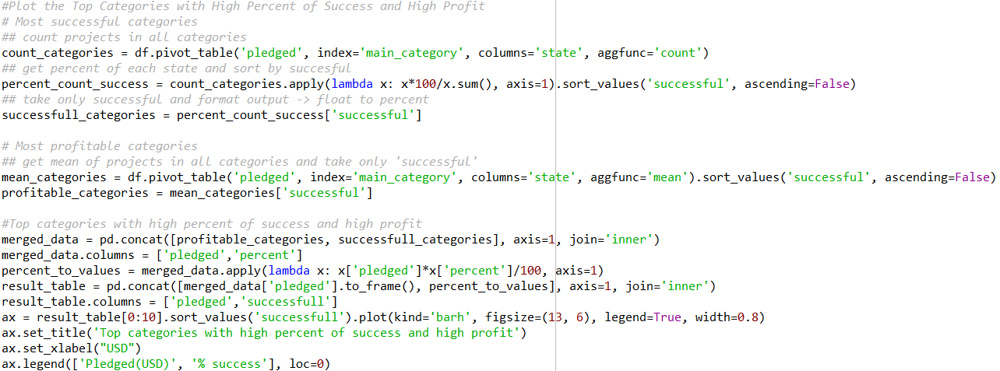 #Plot the Top Categories with High Percent of Success and High Profit
# Most successful categories
## count projects in all categories
count_categories = df.pivot_table('pledged', index='main_category', columns='state', aggfunc='count')
## get percent of each state and sort by succesful
percent_count_success = count_categories.apply(lambda x: x*100/x.sum(), axis=1).sort_values('successful', ascending=False)
## take only successful and format output -> float to percent
successfull_categories = percent_count_success['successful']

# Most profitable categories
## get mean of projects in all categories and take only 'successful'
mean_categories = df.pivot_table('pledged', index='main_category', columns='state', aggfunc='mean').sort_values('successful', ascending=False)
profitable_categories = mean_categories['successful']

#Top categories with high percent of success and high profit
merged_data = pd.concat([profitable_categories, successfull_categories], axis=1, join='inner')
merged_data.columns = ['pledged','percent']
percent_to_values = merged_data.apply(lambda x: x['pledged']*x['percent']/100, axis=1)
result_table = pd.concat([merged_data['pledged'].to_frame(), percent_to_values], axis=1, join='inner')
result_table.columns = ['pledged','successfull']
ax = result_table[0:10].sort_values('successfull').plot(kind='barh', figsize=(13, 6), legend=True, width=0.8)
ax.set_title('Top categories with high percent of success and high profit')
ax.set_xlabel("USD")
ax.legend(['Pledged(USD)', '% success'], loc=0)